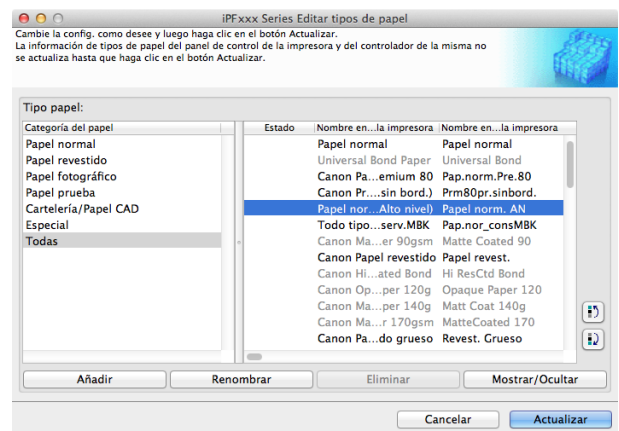 iPFxxx Series Editar tipos de papel
Cambie la config. como desee y luego haga clic en el botón Actualizar.
La información de tipos de papel del panel de control de la impresora y del controlador de la misma no
se actualiza hasta que haga clic en el botón Actualizar.
Tipo papel:
Categoría del papel
Papel normal
Papel revestido
Papel fotográfico
Papel prueba
Cartelería/Papel CAD
Especial
Todas
Estado Nombre en...la impresora Nombre en...la impresora
Papel normal Papel normal
Universal Bond Paper Universal Bond
Canon Pa...emium 80 Pap.norm.Pre.80
Canon Pr....sin bord.) Prm80pr.sinbord.
Papel nor...Alto nivel) Papel norm. AN
Todo tipo...serv.MBK Pap.nor_consMBK
Canon Ma...er 90gsm Matte Coated 90
Canon Papel revestido Papel revest.
Canon Hi...ated Bond Hi ResCtd Bond
Canon Op...per 120g Opaque Paper 120
Canon Ma...per 140g Matt Coat 140g
Canon Ma...r 170gsm MatteCoated 170
Canon Pa...do grueso Revest. Grueso
Añadir Renombrar Eliminar Mostrar/Ocultar
Cancelar Actualizar